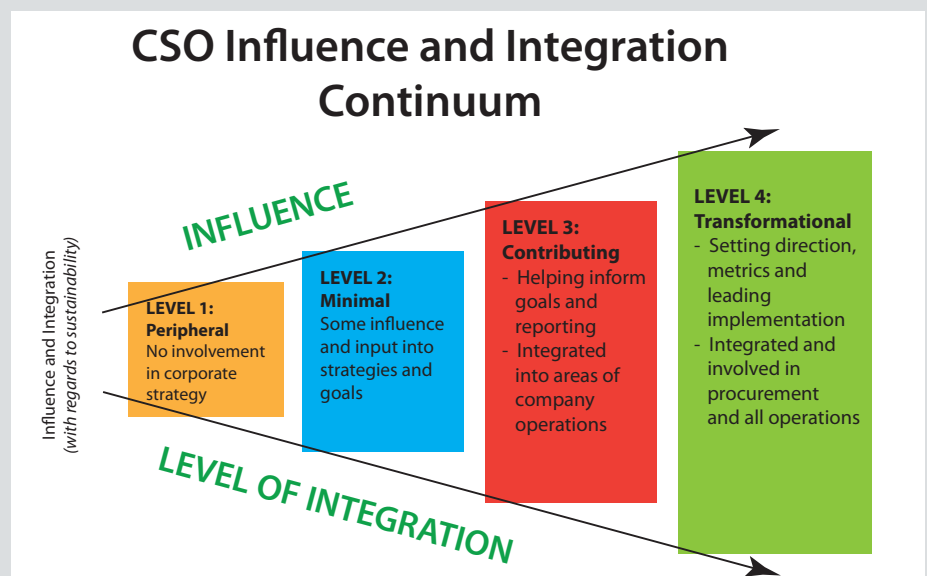 CSO Influence and Integration
Continuum
INFLUENCE
Influence and Integration
(with regards to sustainability)
LEVEL 1:
Peripheral
No involvement
in corporate
strategy
LEVEL 2:
Minimal
Some influence
and input into
strategies and
goals
LEVEL 3:
Contributing
- Helping inform
goals and
reporting
- Integrated
into areas of
company
operations
LEVEL 4:
Transformational
- Setting direction,
metrics and
leading
implementation
- Integrated and
involved in
procurement
and all operations
LEVEL OF INTEGRATION